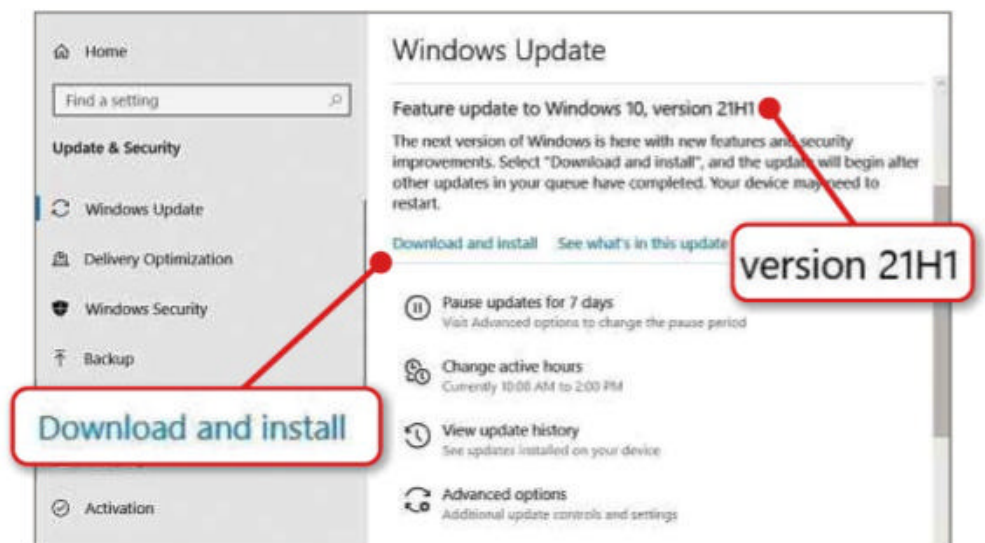 Home
Find a setting
Update & Security
Windows Update
Delivery Optimization
Windows Security
Backup
Download and install
Activation
Windows Update
Feature update to Windows 10, version 21H1
The next version of Windows is here with new features and security
improvements. Select "Download and install", and the update will begin after
other updates in your queue have completed. Your device may need to
restart.
Download and install See what's in this update
version 21H1
Pause updates for 7 days
Visit Advanced options to change the pause period
Change active hours
Currently 10:00 AM to 2:00 PM
View update history
See updates installed on your device
Advanced options
Additional update controls and settings